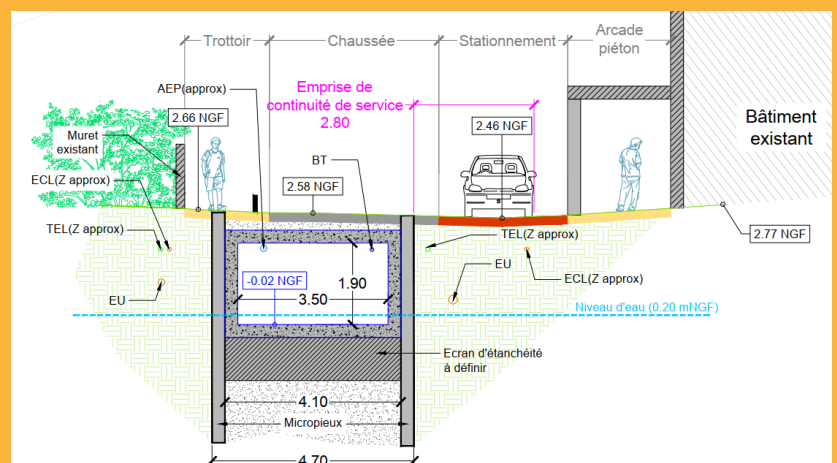 Trottoir
Chaussée
Stationnement
Arcade
piéton
AEP(approx)
Emprise de
continuité de service
2.80
2.66 NGF
2.46 NGF
Bâtiment
existant
Muret
existant
BT
ECL(Z approx)
2.58 NGF
TEL(Z approx)
TEL(Z approx)
2.77 NGF
-0.02 NGF
1.90
3.50
EU
EU
ECL(Z approx)
Niveau d'eau (0.20 mNGF)
Ecran d'étanchéité
à définir
4.10
Micropieux
4.70